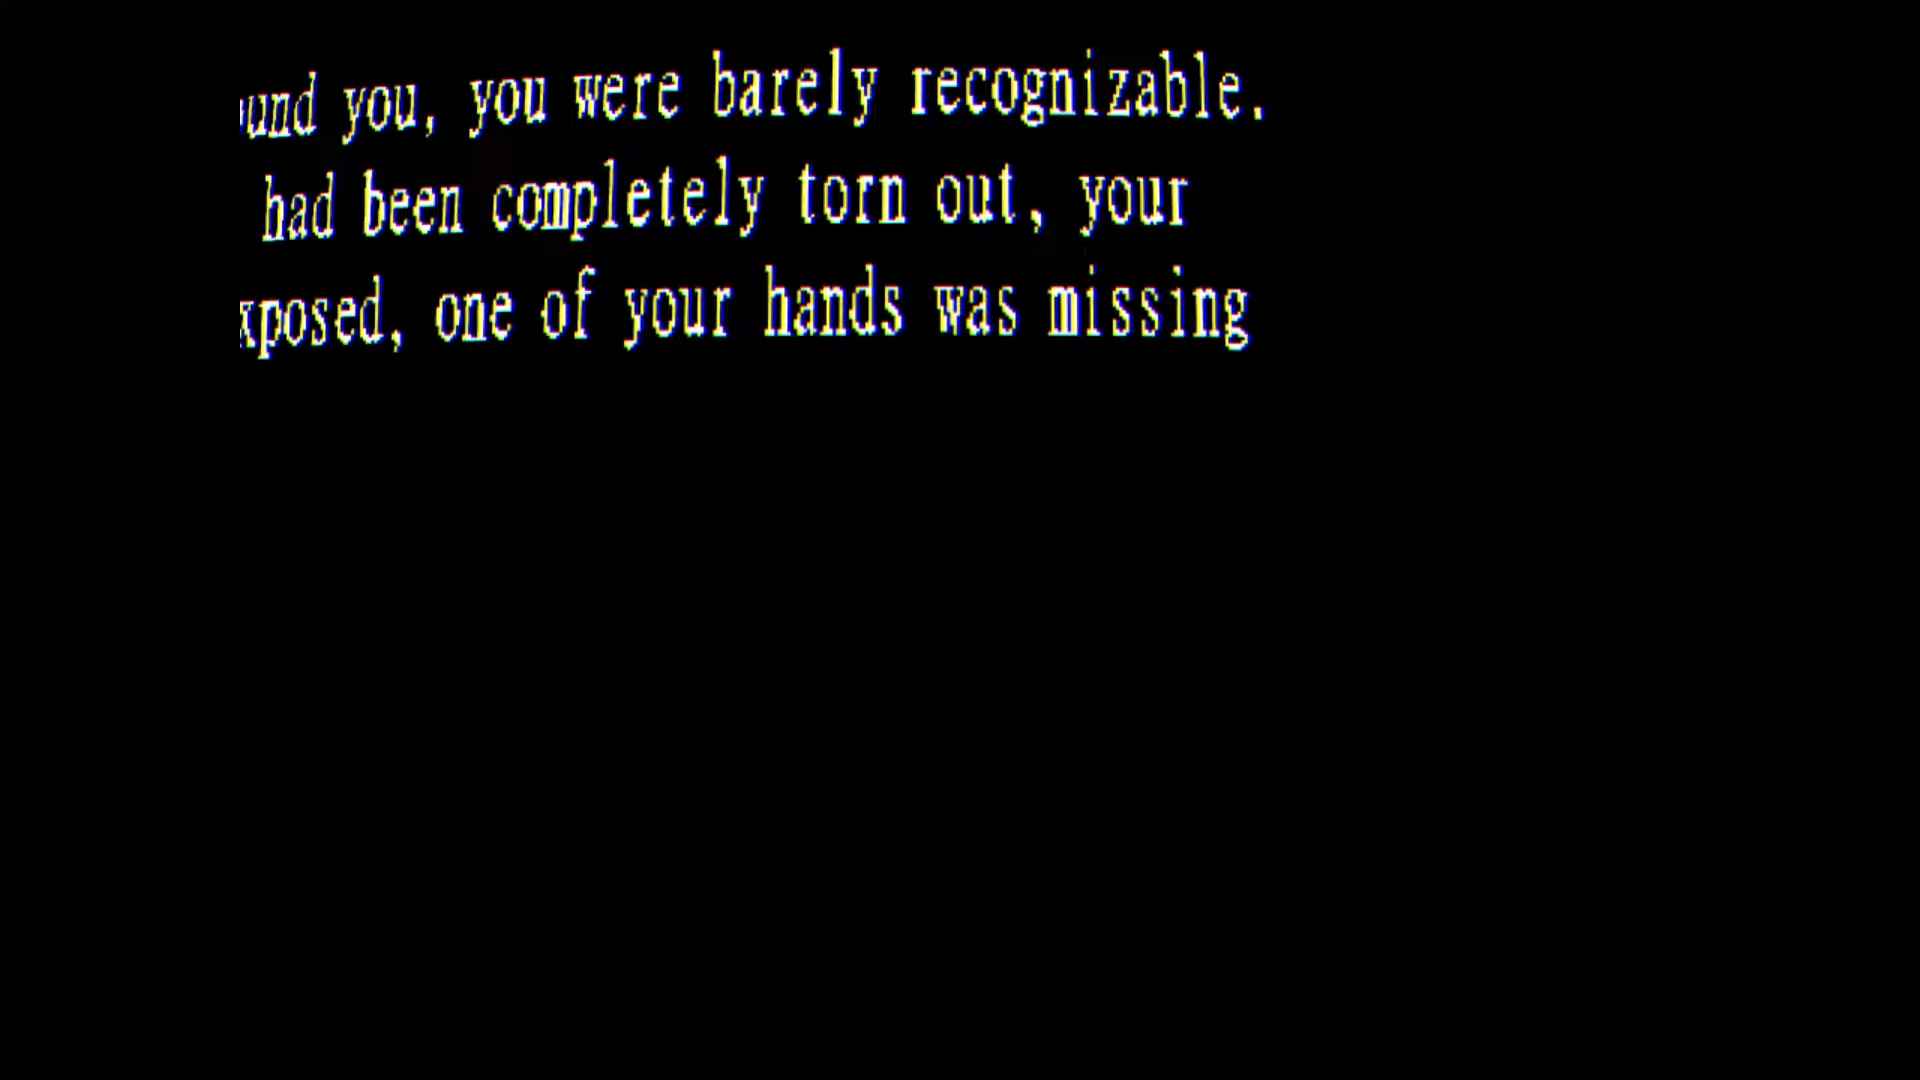 und you, you were barely recognizable.
had been completely torn out, your
xposed, one of your hands was missing